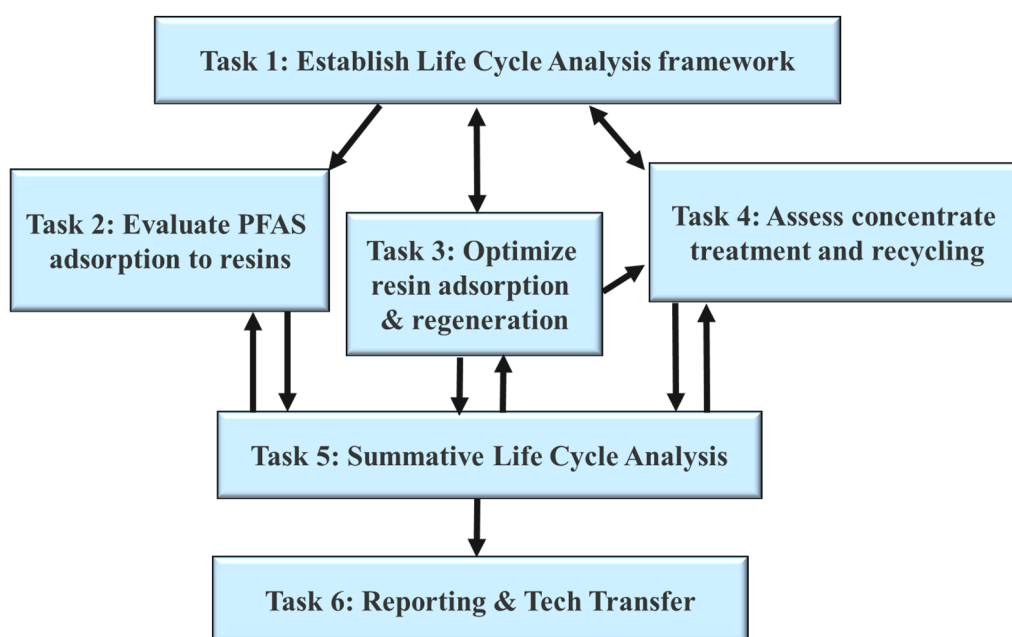 Task 1: Establish Life Cycle Analysis framework
Task 2: Evaluate PFAS
adsorption to resins
Task 3: Optimize
resin adsorption
& regeneration
Task 4: Assess concentrate
treatment and recycling
Task 5: Summative Life Cycle Analysis
Task 6: Reporting & Tech Transfer